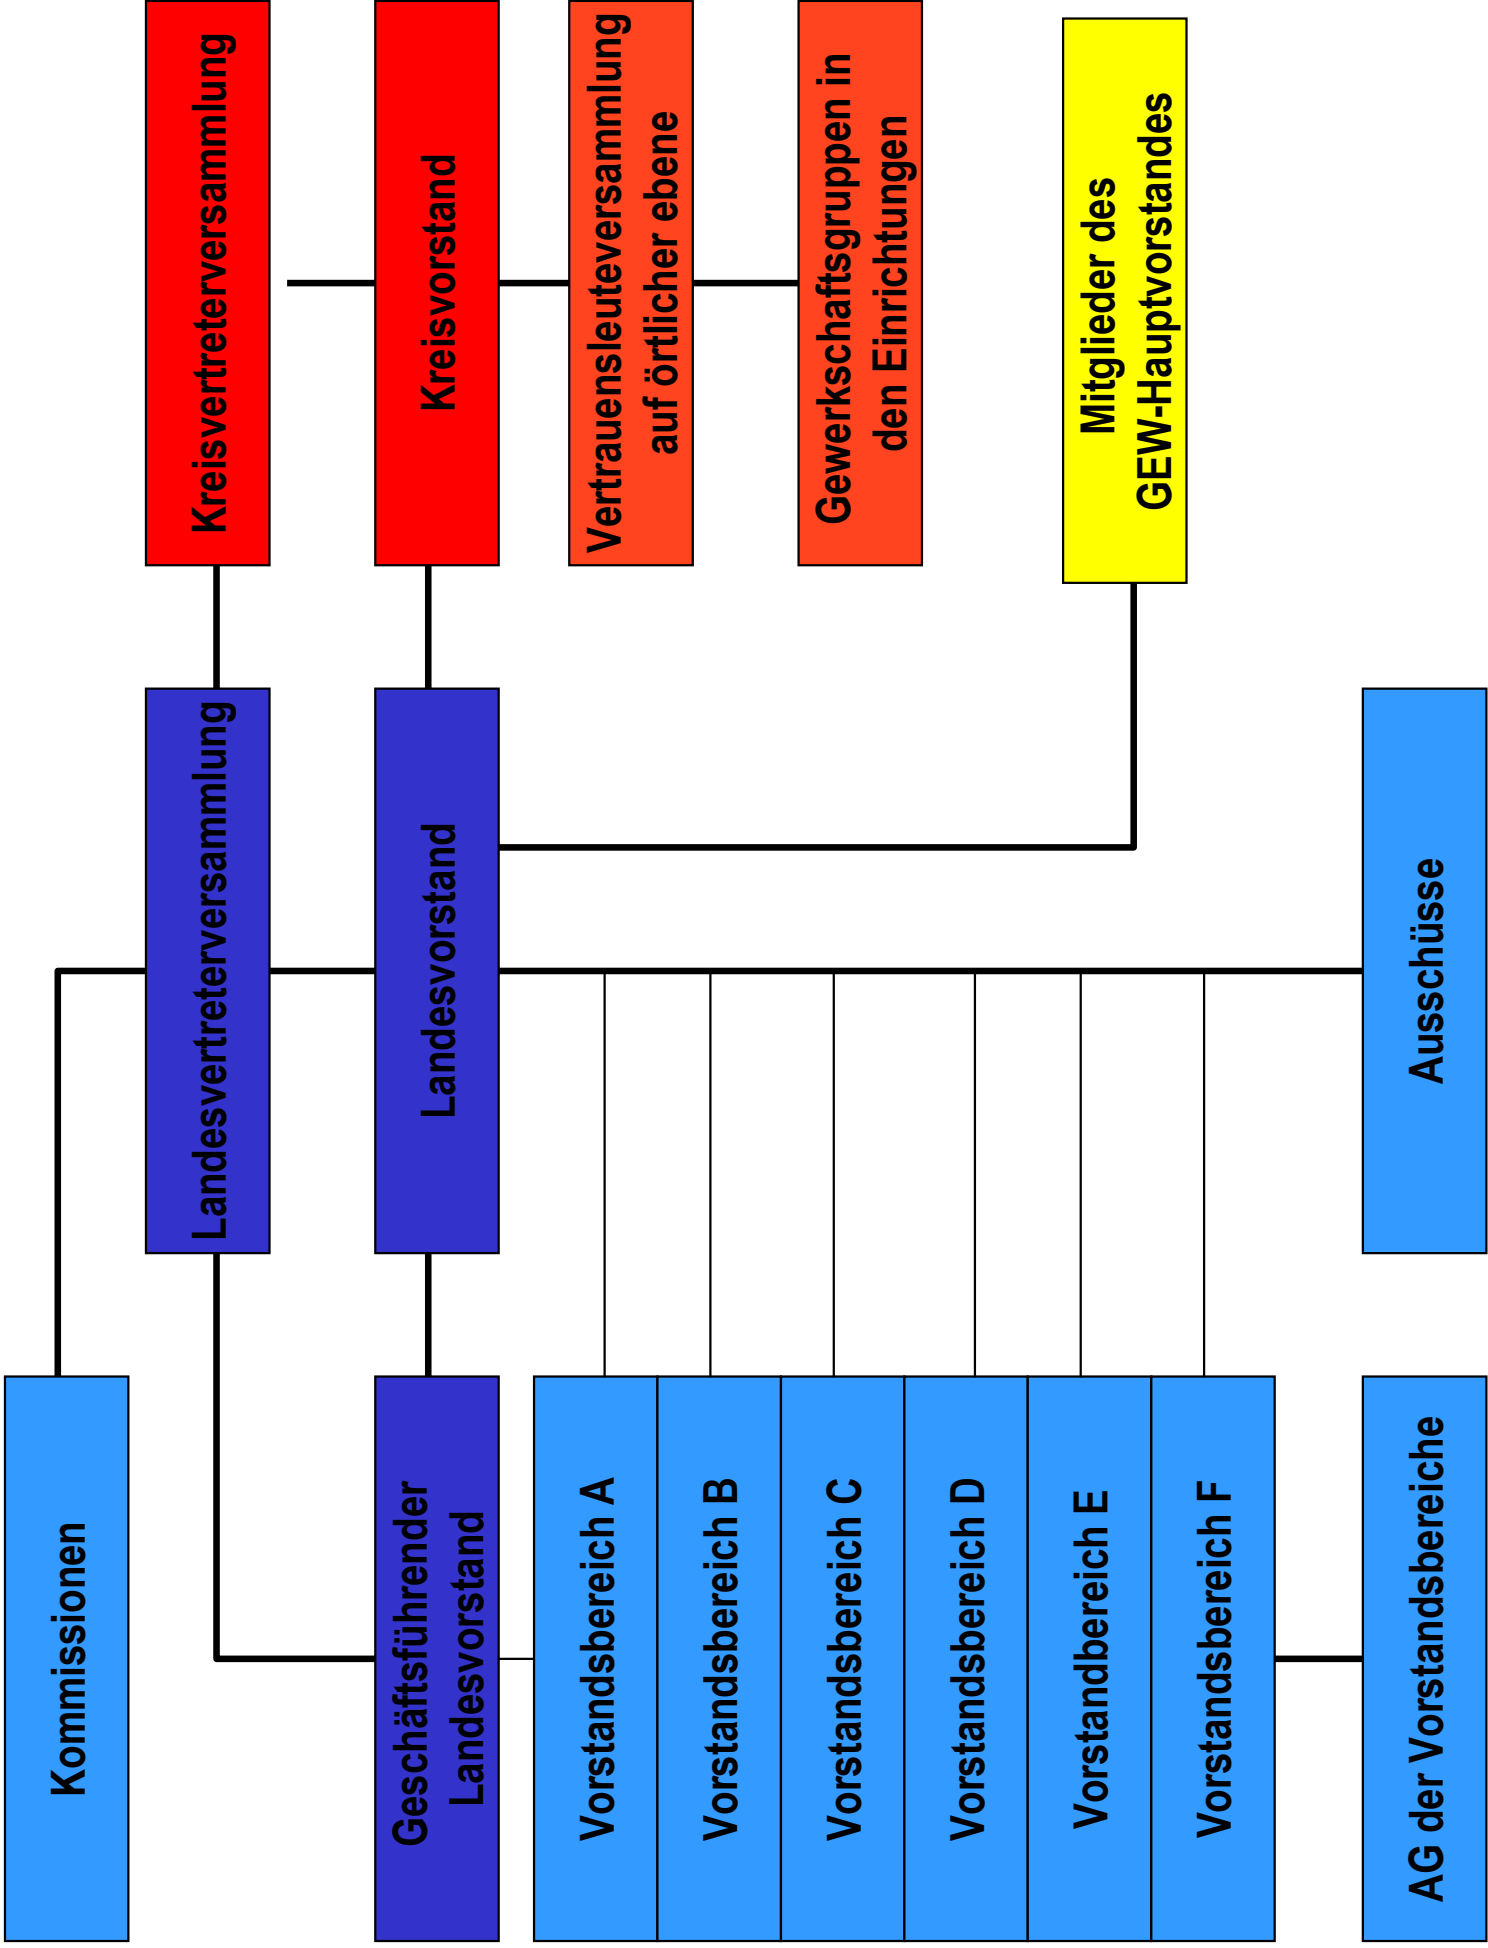 Kommissionen
Landesvertreterversammlung
Kreisvertreterversammlung
Geschäftsführender
Landesvorstand
Landesvorstand
Kreisvorstand
Vorstandsbereich A
Vertrauensleuteversammlung
auf örtlicher ebene
Vorstandsbereich B
Vorstandsbereich C
Gewerkschaftsgruppen in
den Einrichtungen
Vorstandsbereich D
Vorstandbereich E
Mitglieder des
GEW-Hauptvorstandes
Vorstandsbereich F
AG der Vorstandsbereiche
Ausschüsse